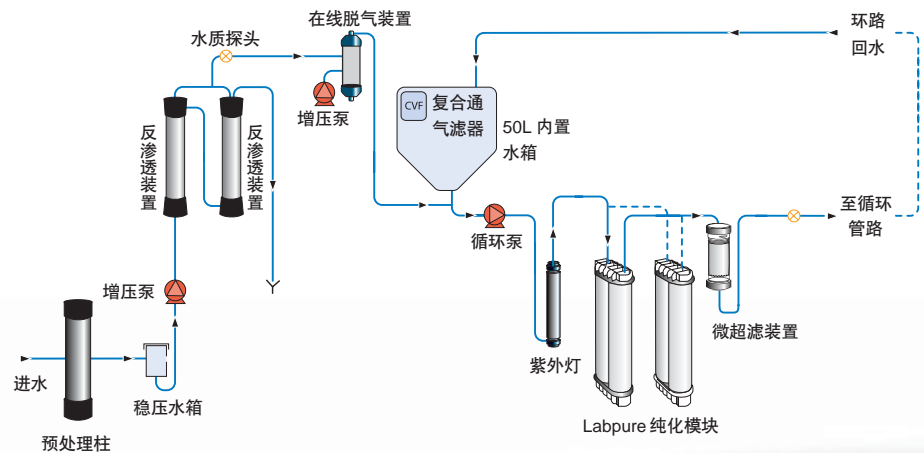 在线脱气装置
水质探头
环路
回水
CVF
复合通
气滤器
50L 内置
水箱
增压泵
反渗透装置
反渗透装置
至循环
管路
循环泵
增压泵
微超滤装置
紫外灯
进水
稳压水箱
Labpure 纯化模块
预处理柱